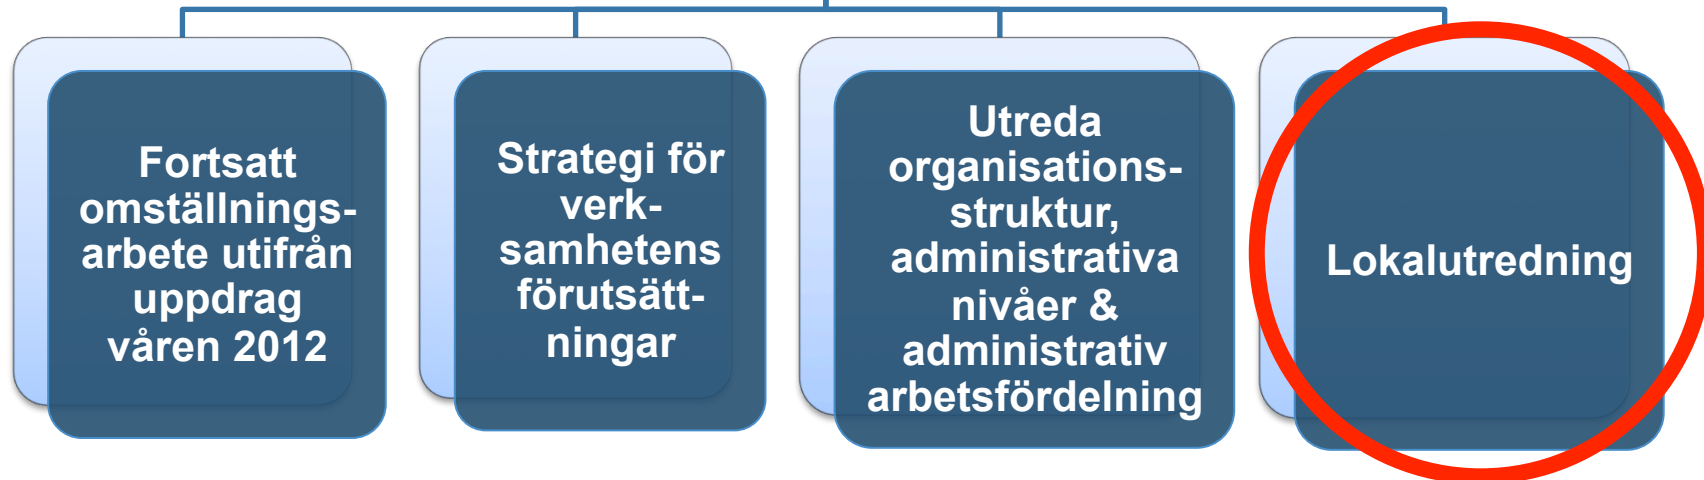 Fortsatt
omställnings-
arbete utifrån
uppdrag
våren 2012
Strategi för
verk-
samhetens
förutsätt-
ningar
Utreda
organisations-
struktur,
administrativa
nivåer &
administrativ
arbetsfördelning
Lokalutredning